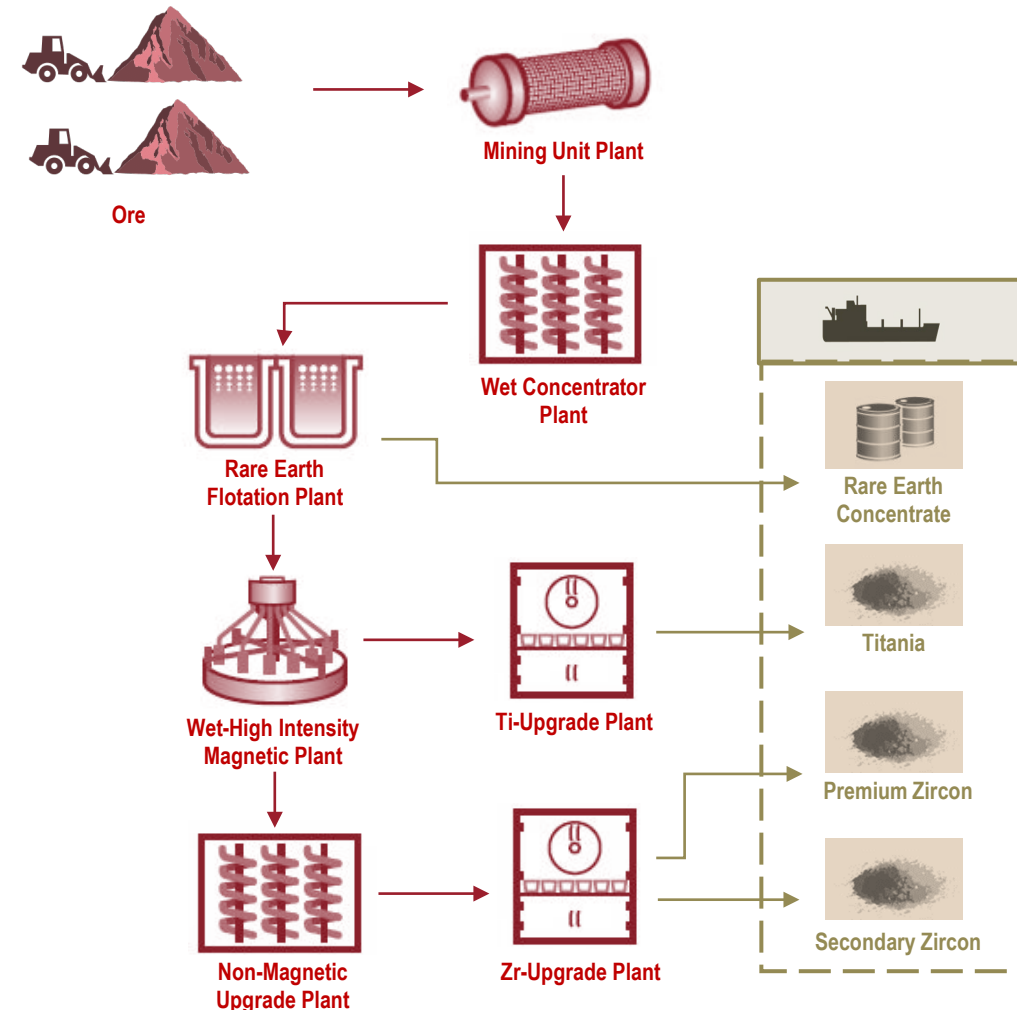 Mining Unit Plant
Ore
Wet Concentrator
Plant
Rare Earth
Flotation Plant
Rare Earth
Concentrate
Titania
Wet-High Intensity
Magnetic Plant
Ti-Upgrade Plant
Premium Zircon
Secondary Zircon
Non-Magnetic
Upgrade Plant
Zr-Upgrade Plant